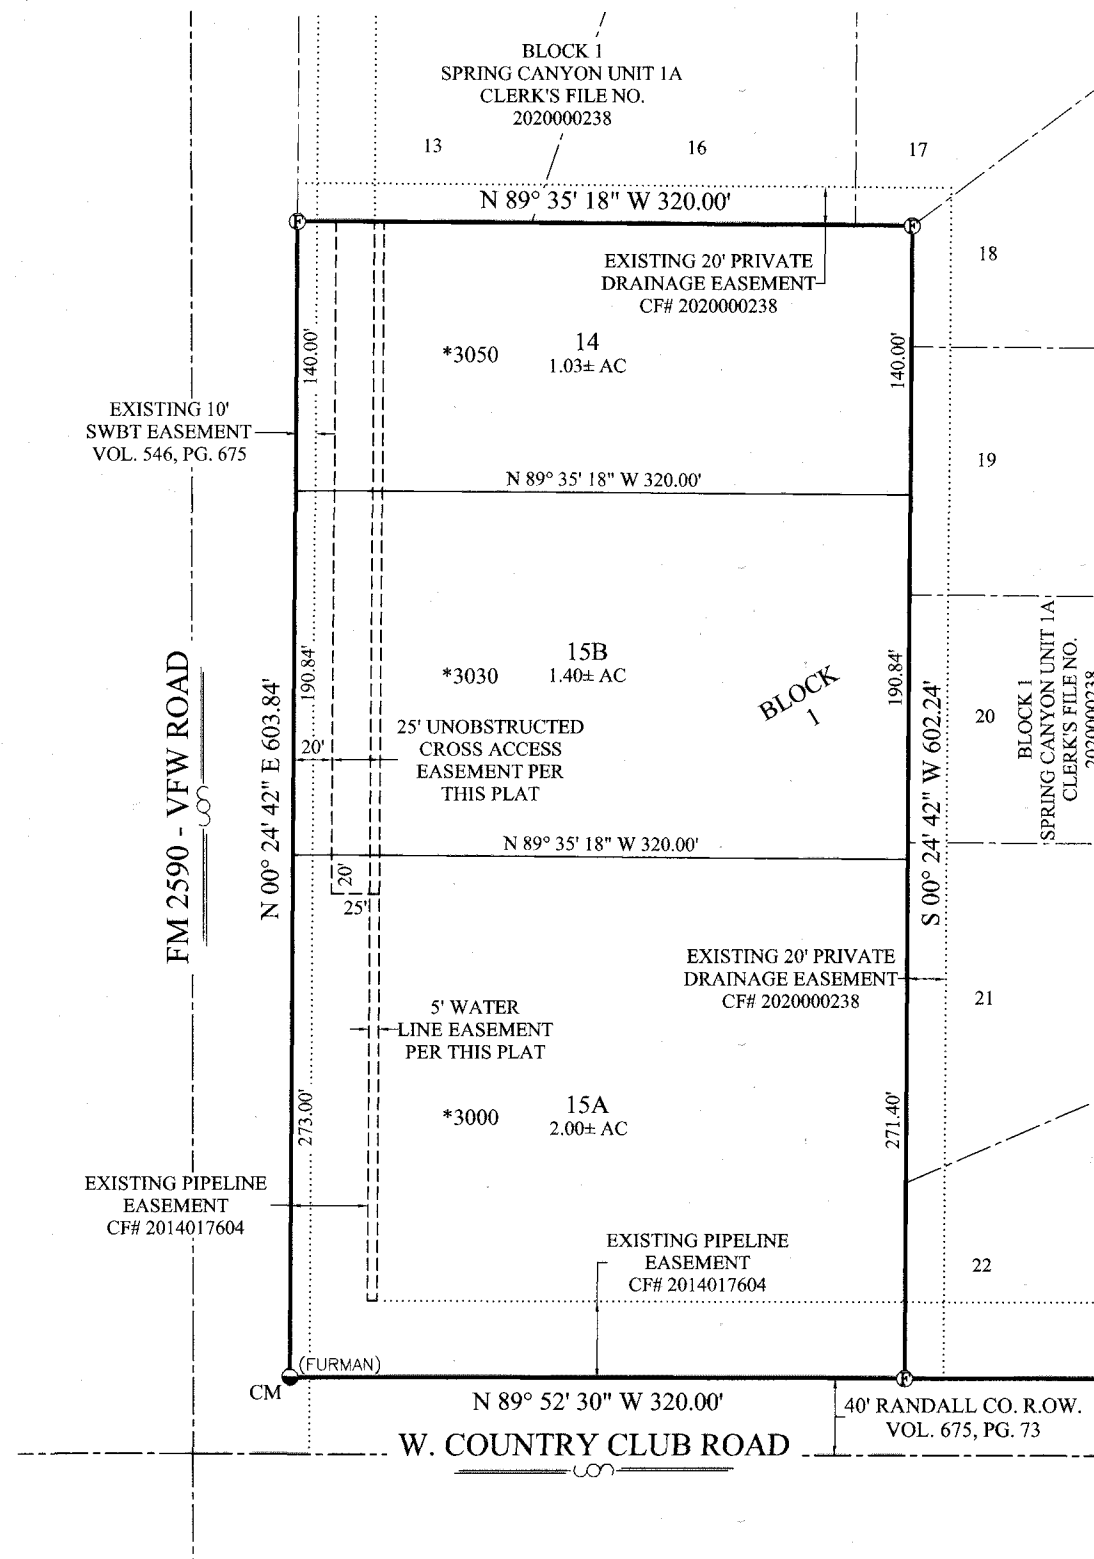 BLOCK 1
SPRING CANYON UNIT 1A
CLERK'S FILE NO.
2020000238
13
16
17
N 89° 35' 18" W 320.00'
F
F
18
EXISTING 20' PRIVATE
DRAINAGE EASEMENT
CF# 2020000238
14
1.03± AC
*3050
140.00'
140.00'
EXISTING 10'
SWBT EASEMENT
VOL. 546, PG. 675
19
N 89° 35' 18" W 320.00'
15B
1.40± AC
*3030
190.84'
190.84'
BLOCK
1
FM 2590 - VFW ROAD
N 00° 24' 42" E 603.84'
S 00° 24' 42" W 602.24'
20
BLOCK 1
SPRING CANYON UNIT 1A
CLERK'S FILE NO.
2020000238
20'
25' UNOBSTRUCTED
CROSS ACCESS
EASEMENT PER
THIS PLAT
N 89° 35' 18" W 320.00'
20'
25'
EXISTING 20' PRIVATE
DRAINAGE EASEMENT
CF# 2020000238
21
5' WATER
LINE EASEMENT
PER THIS PLAT
273.00'
271.40'
15A
2.00± AC
*3000
EXISTING PIPELINE
EASEMENT
CF# 2014017604
EXISTING PIPELINE
EASEMENT
CF# 2014017604
22
(FURMAN)
CM
F
N 89° 52' 30" W 320.00'
40' RANDALL CO. R.OW.
VOL. 675, PG. 73
W. COUNTRY CLUB ROAD